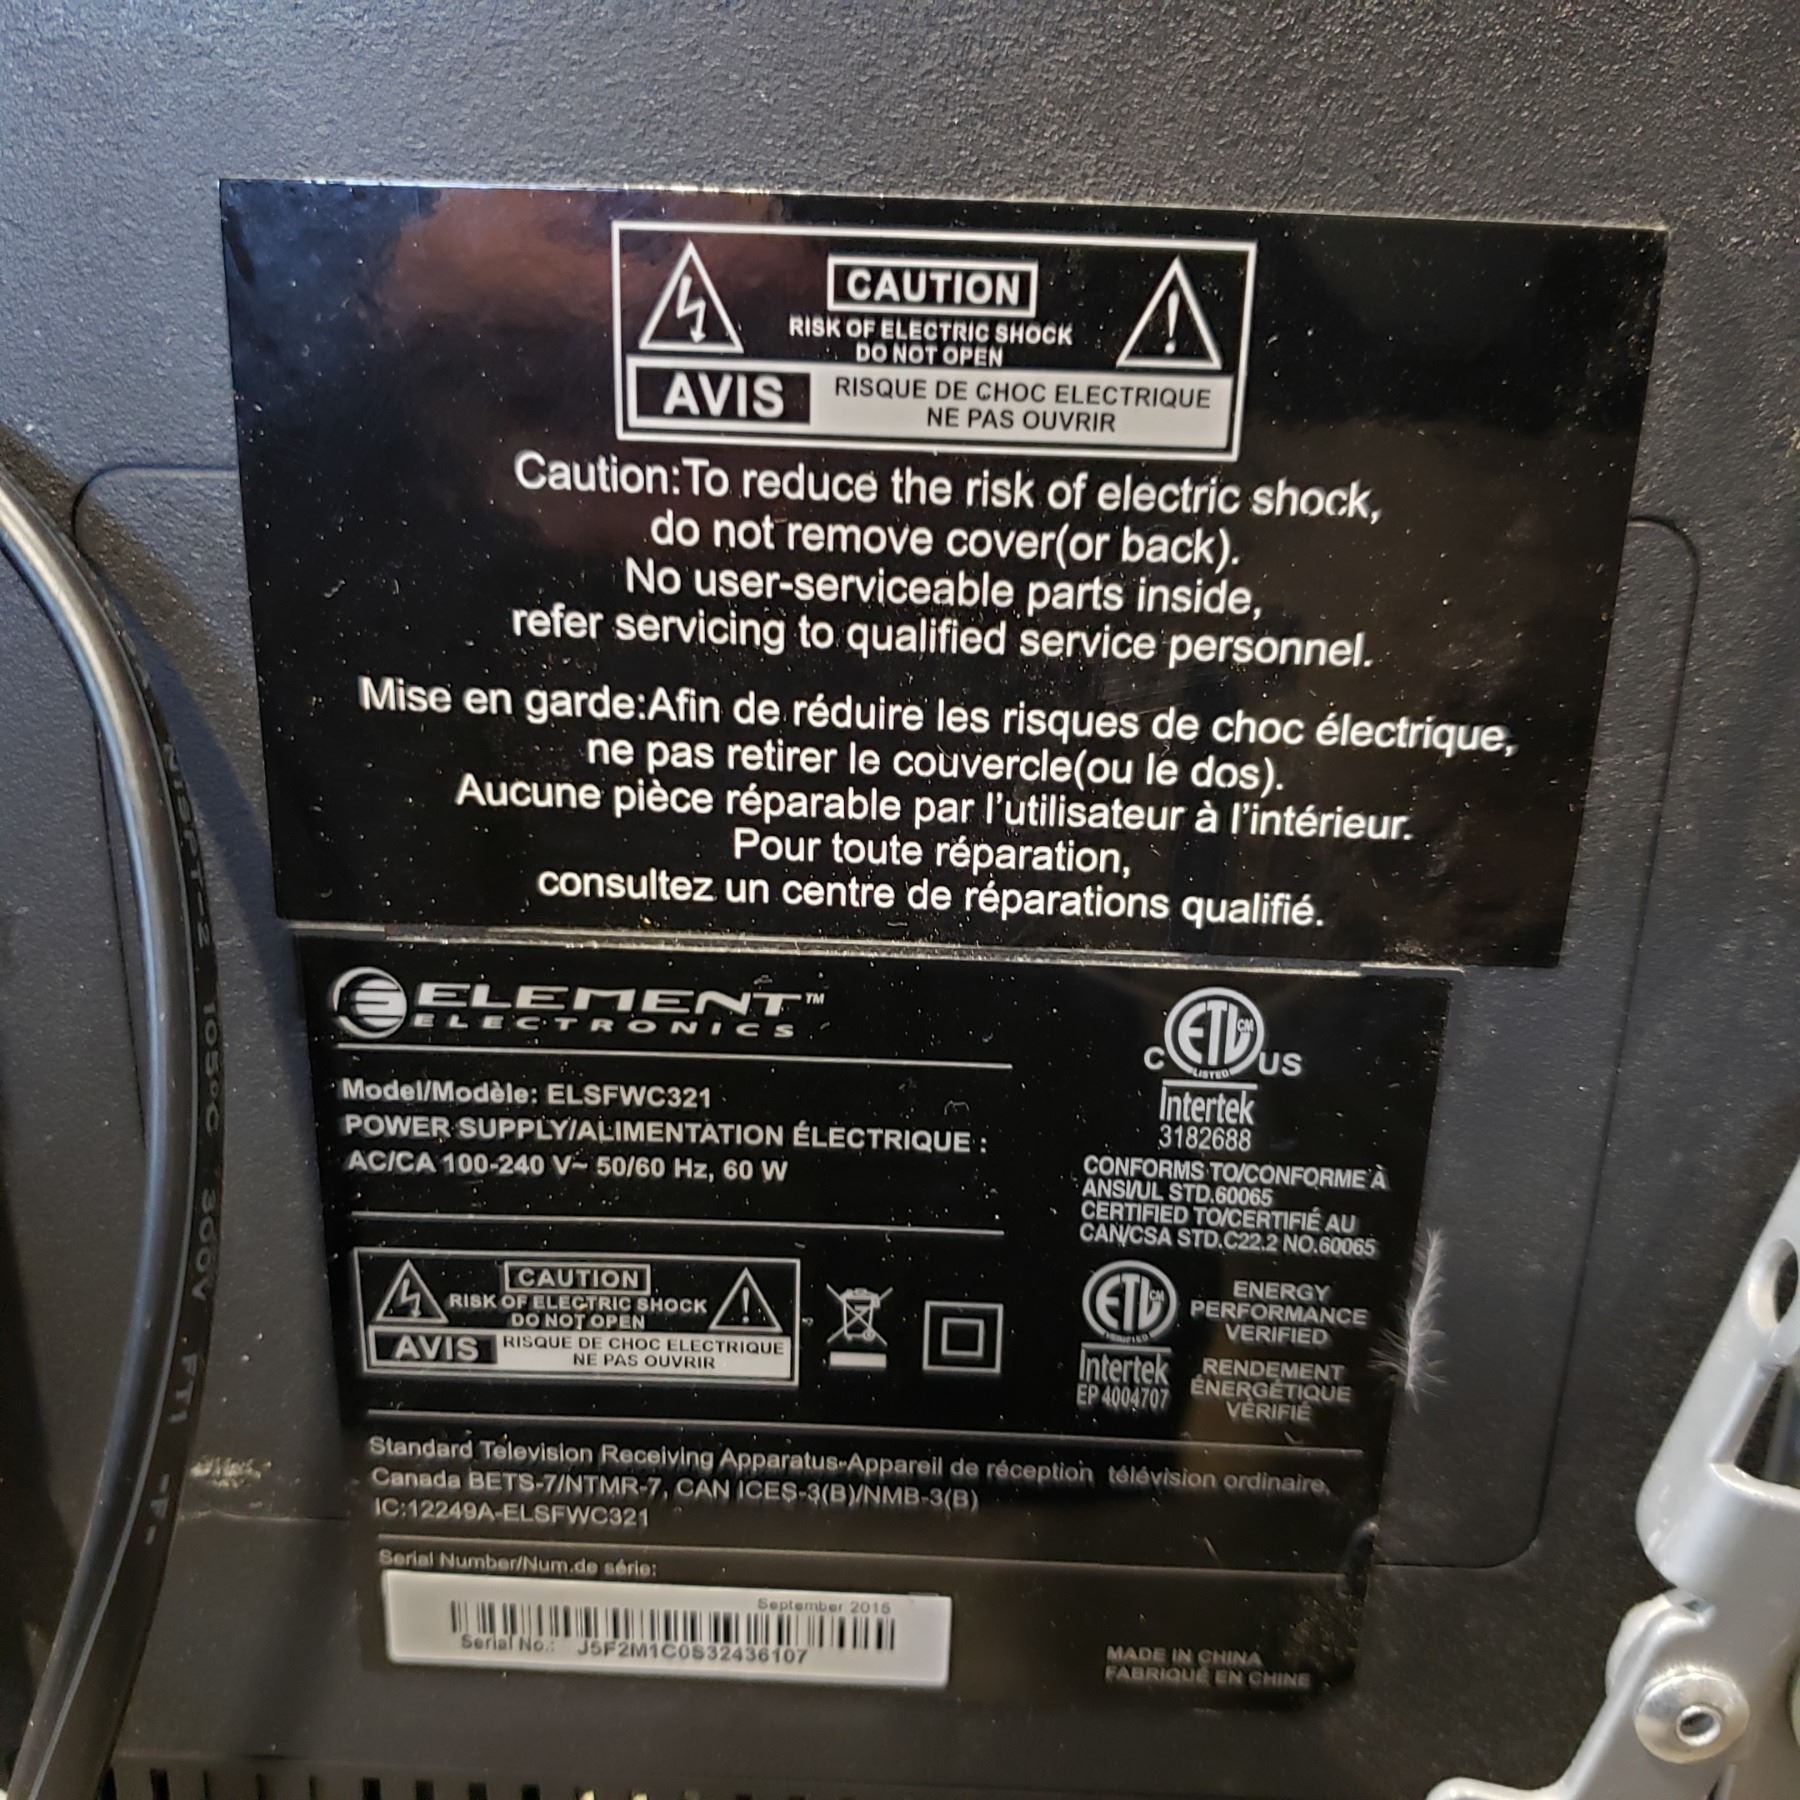 CAUTION
RISK OF ELECTRIC SHOCK
DO NOT OPEN
AVIS
RISQUE DE CHOC ELECTRIQUE
NE PAS OUVRIR
Caution:To reduce the risk of electric shock,
do not remove cover(or back).
No user-serviceable parts inside,
refer servicing to qualified service personnel.
Mise en garde:Afin de réduire les risques de choc électrique,
ne pas retirer le couvercle(ou le dos).
Aucune pièce réparable par l'utilisateur à l'intérieur.
Pour toute réparation,
consultez un centre de réparations qualifié.
ELEMENT™
ELECTRONICS
Model/Modèle: ELSFWC321
POWER SUPPLY/ALIMENTATION ÉLECTRIQUE :
AC/CA 100-240 V~ 50/60 Hz, 60 W
C ETL CM US
LISTED
Intertek
3182688
CONFORMS TO/CONFORME À
ANSI/UL STD.60065
CERTIFIED TO/CERTIFIÉ AU
CAN/CSA STD.C22.2 NO.60065
CAUTION
RISK OF ELECTRIC SHOCK
DO NOT OPEN
AVIS
RISQUE DE CHOC ELECTRIQUE
NE PAS OUVRIR
ETL CM
VERIFIED
Intertek
EP 4004707
ENERGY
PERFORMANCE
VERIFIED
RENDEMENT
ÉNERGÉTIQUE
VÉRIFIÉ
Standard Television Receiving Apparatus-Appareil de réception télévision ordinaire,
Canada BETS-7/NTMR-7, CAN ICES-3(B)/NMB-3(B)
IC:12249A-ELSFWC321
Serial Number/Num.de série:
September 2015
Serial No.: J5F2M1C0S32436107
MADE IN CHINA
FABRIQUÉ EN CHINE
105°C 300V FT1